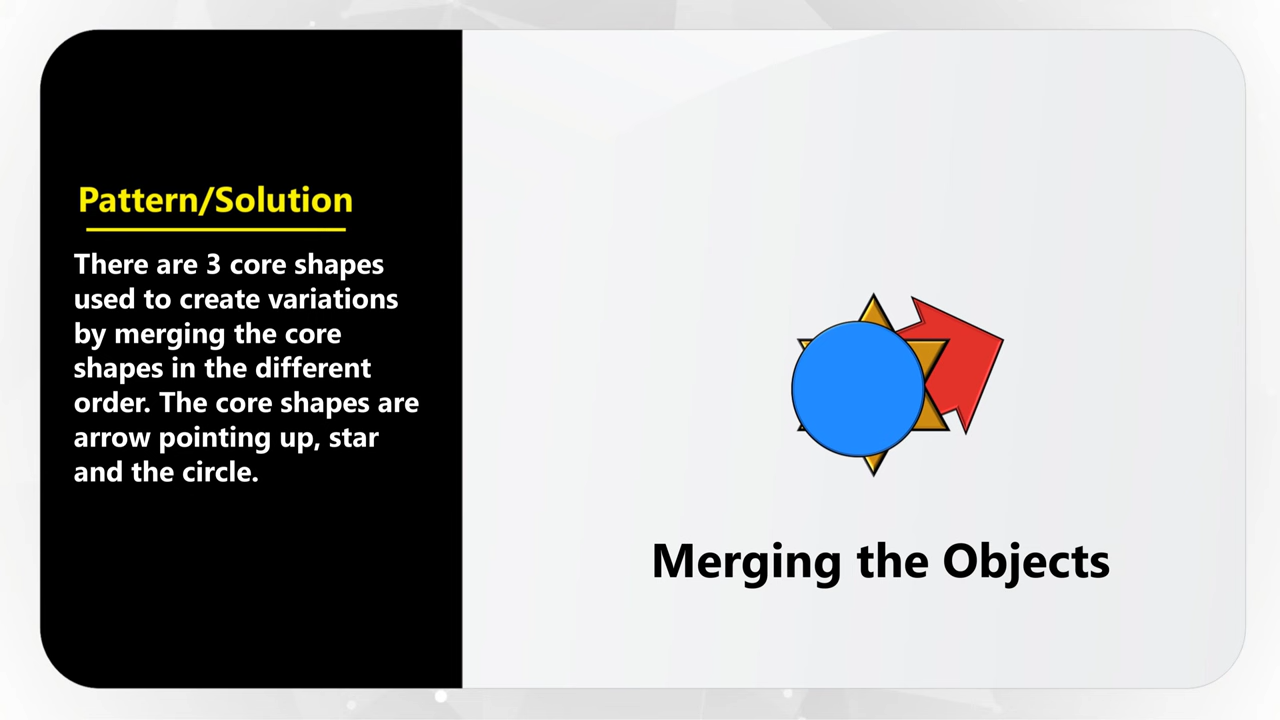 Pattern/Solution
There are 3 core shapes
used to create variations
by merging the core
shapes in the different
order. The core shapes are
arrow pointing up, star
and the circle.
Merging the Objects